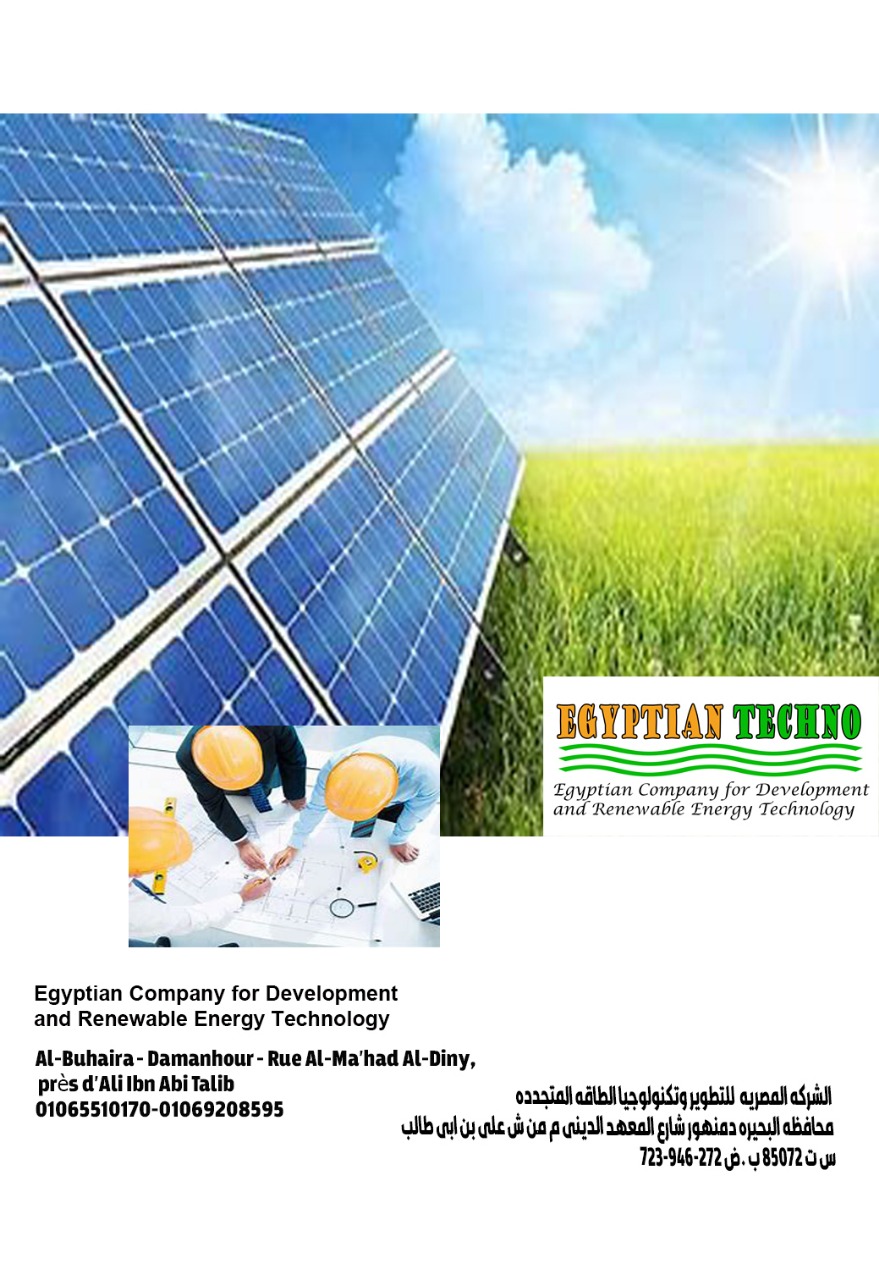 EGYPTIAN TECHNO
Egyptian Company for Development
and Renewable Energy Technology
Egyptian Company for Development
and Renewable Energy Technology
Al-Buhaira - Damanhour - Rue Al-Ma'had Al-Diny,
près d'Ali Ibn Abi Talib
01065510170-01069208595
الشركه المصريه للتطوير وتكنولوجيا الطاقه المتجدده
محافظه البحيره دمنهور شارع المعهد الدينى م من ش على بن ابى طالب
س ت 85072 ب . ض 272-946-723